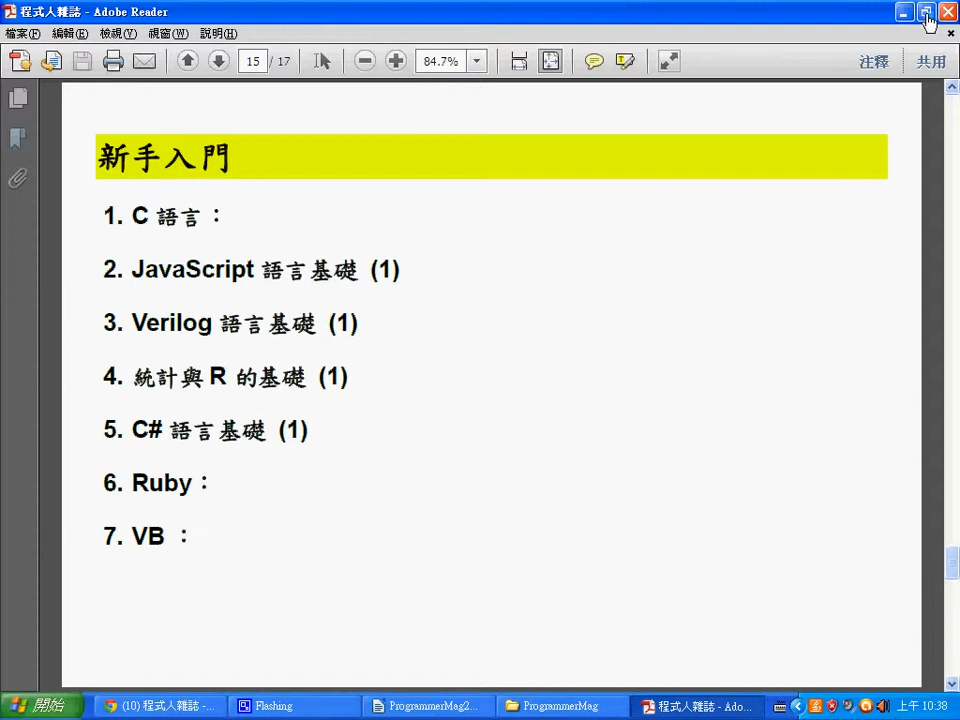 程式人雜誌 - Adobe Reader
檔案(F) 編輯(E) 檢視(V) 視窗(W) 說明(H)
15 / 17 84.7% 注釋 共用
新手入門
1. C 語言：
2. JavaScript 語言基礎 (1)
3. Verilog 語言基礎 (1)
4. 統計與 R 的基礎 (1)
5. C# 語言基礎 (1)
6. Ruby：
7. VB ：
開始 (10) 程式人雜誌 -... Flashing ProgrammerMag2... ProgrammerMag 程式人雜誌 - Ado... 上午 10:38